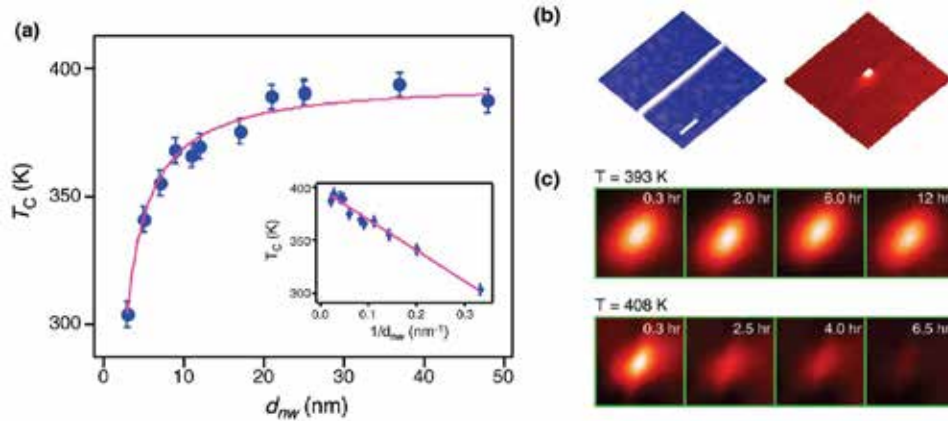 (a)
400
350
300
T_C (K)
0
10
20
30
40
50
d_nw (nm)
400
350
300
T_C (K)
0.0
0.1
0.2
0.3
1/d_nw (nm⁻¹)
(b)
(c)
T = 393 K
0.3 hr
2.0 hr
6.0 hr
12 hr
T = 408 K
0.3 hr
2.5 hr
4.0 hr
6.5 hr